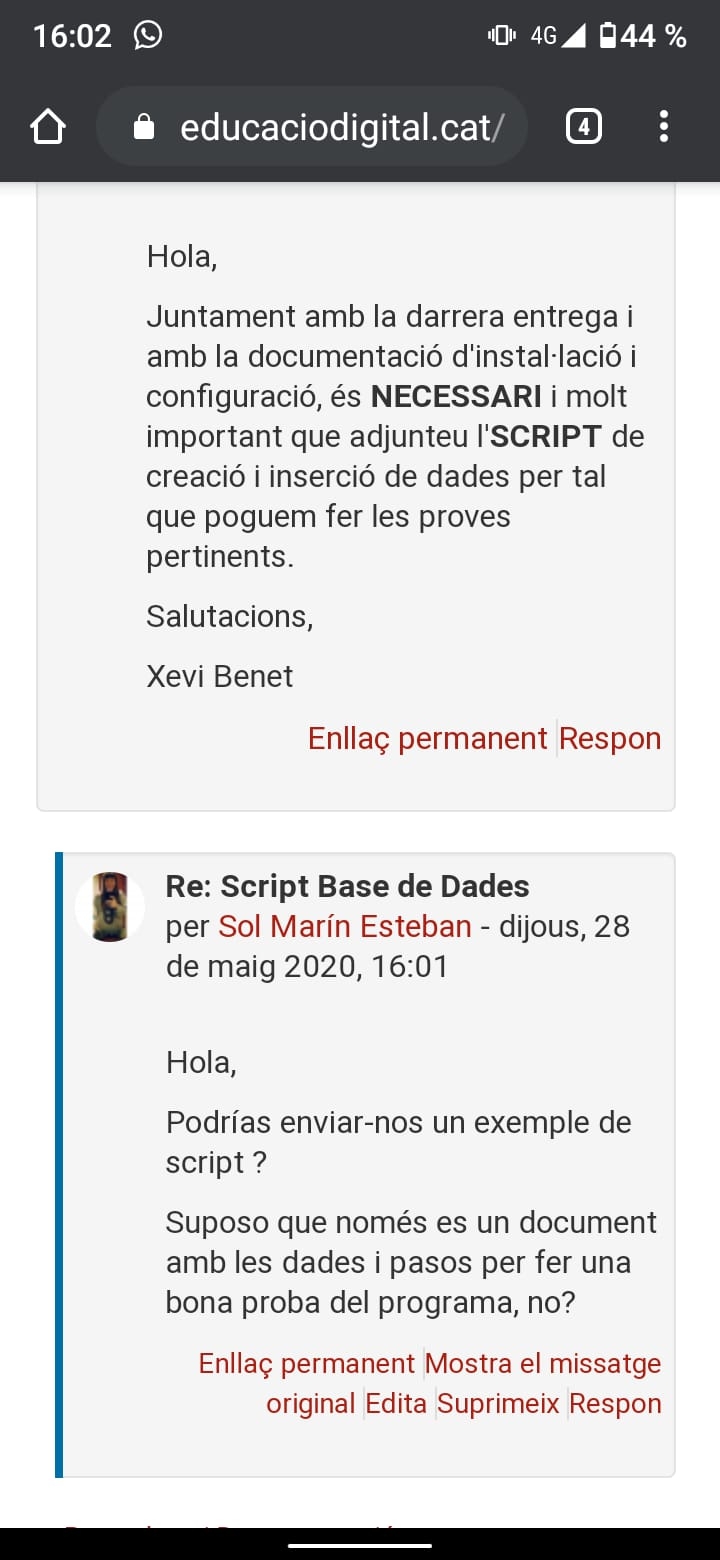 16:02 4G 44 %
educaciodigital.cat/ 4
Hola,
Juntament amb la darrera entrega i
amb la documentació d'instal·lació i
configuració, és NECESSARI i molt
important que adjunteu l'SCRIPT de
creació i inserció de dades per tal
que poguem fer les proves
pertinents.
Salutacions,
Xevi Benet
Enllaç permanent Respon
Re: Script Base de Dades
per Sol Marín Esteban - dijous, 28
de maig 2020, 16:01
Hola,
Podrías enviar-nos un exemple de
script ?
Suposo que només es un document
amb les dades i pasos per fer una
bona proba del programa, no?
Enllaç permanent Mostra el missatge
original Edita Suprimeix Respon